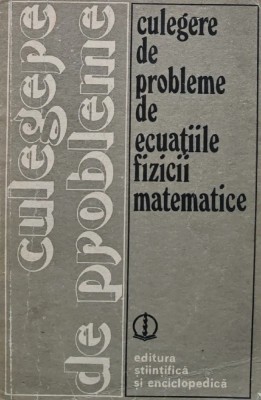 culegere
de probleme
culegere
de
probleme
de
ecuațiile
fizicii
matematice
editura
științifică
și enciclopedică